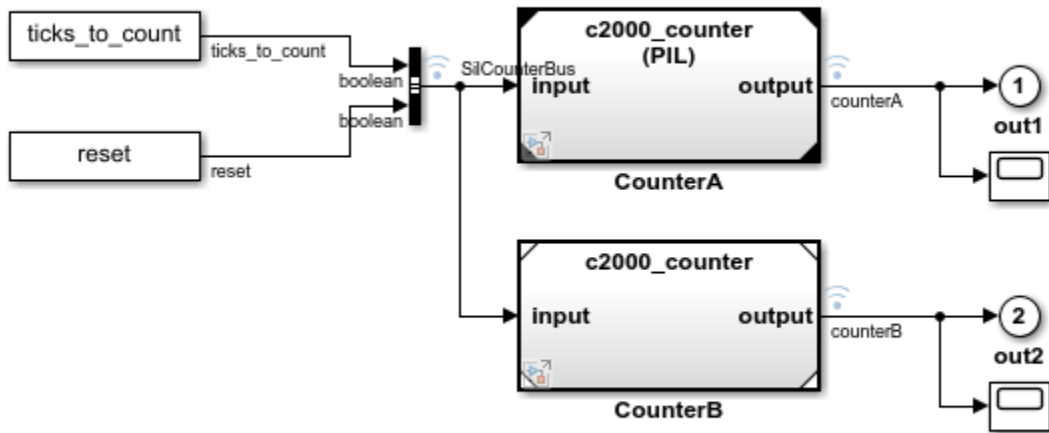 ticks_to_count
ticks_to_count
boolean
boolean
reset
reset
SilCounterBus
c2000_counter
(PIL)
input
output
CounterA
counterA
1
out1
c2000_counter
input
output
CounterB
counterB
2
out2